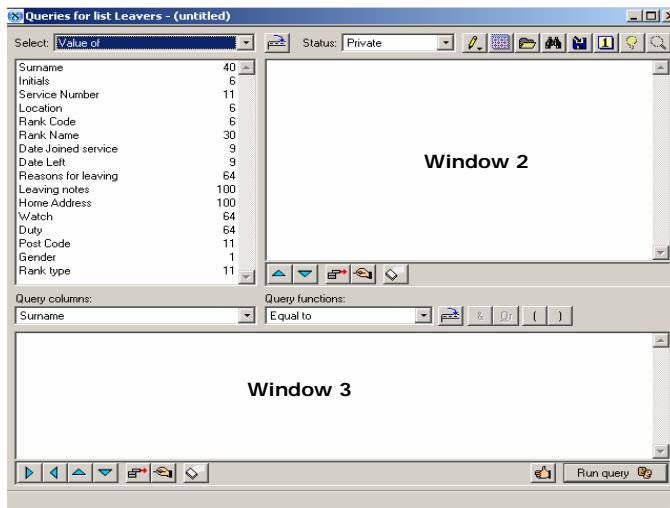 Queries for list Leavers - (untitled)
Select: Value of Status: Private
Surname 40
Initials 6
Service Number 11
Location 6
Rank Code 6
Rank Name 30
Date Joined service 9
Date Left 9
Reasons for leaving 64
Leaving notes 100
Home Address 100
Watch 64
Duty 64
Post Code 11
Gender 1
Rank type 11
Window 2
Query columns: Query functions:
Surname Equal to & Or ( )
Window 3
Run query